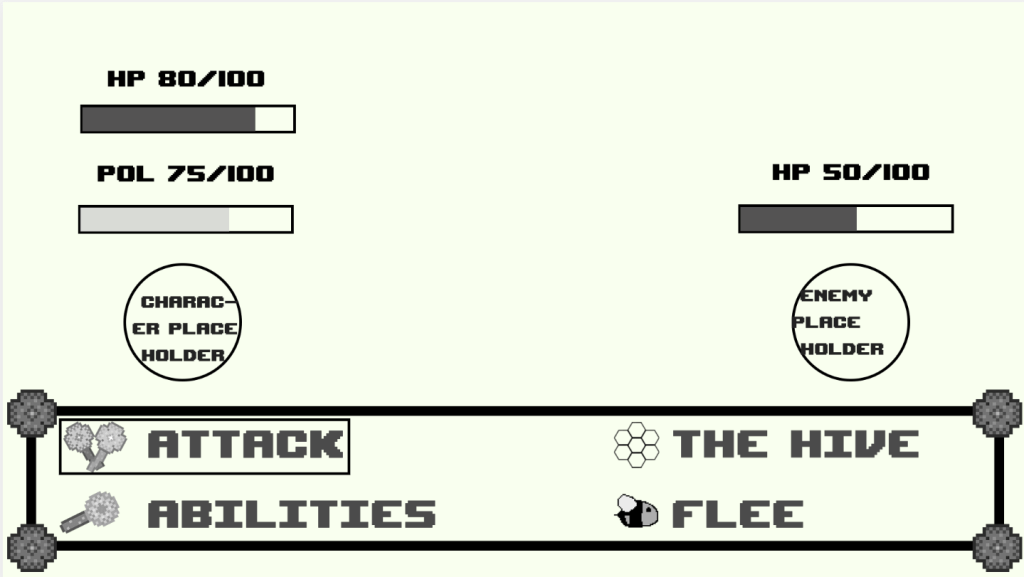 HP 80/100
POL 75/100
HP 50/100
CHARAC-
ER PLACE
HOLDER
ENEMY
PLACE
HOLDER
ATTACK
THE HIVE
ABILITIES
FLEE